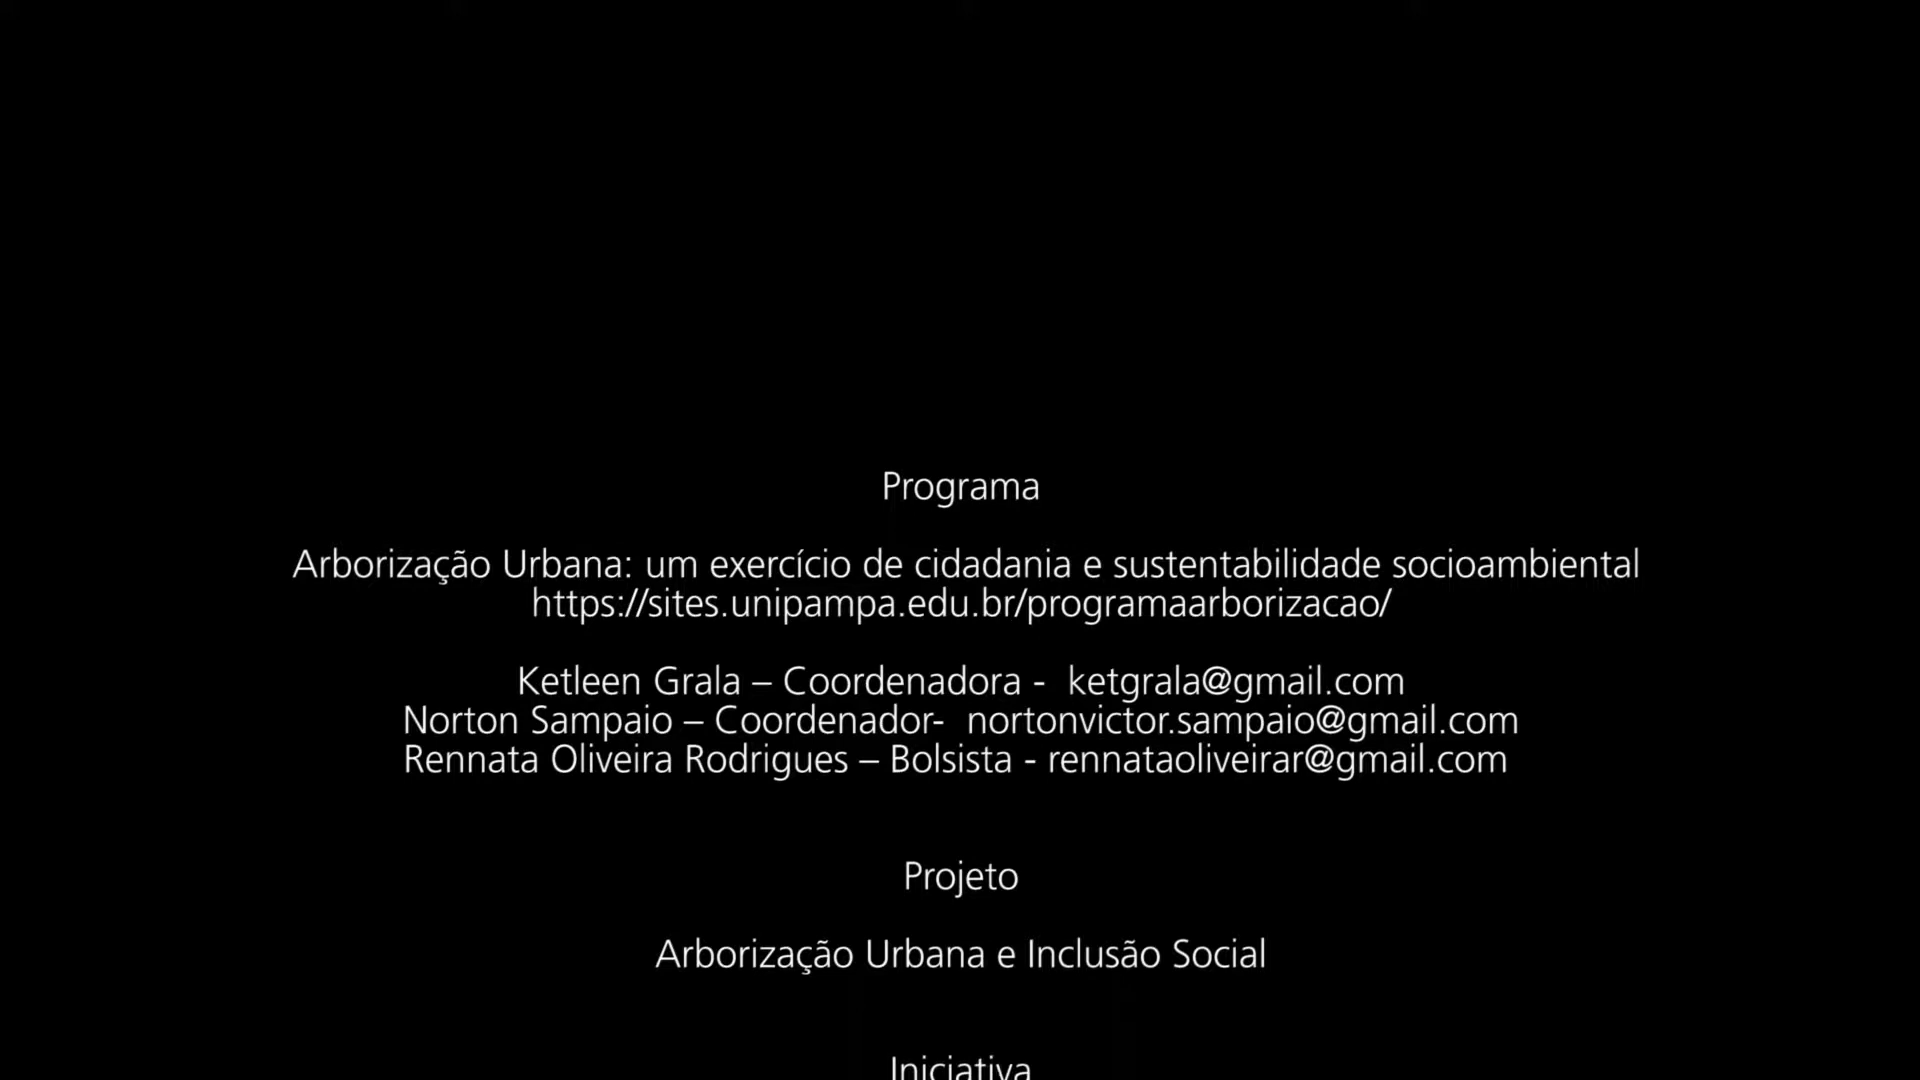 Programa
Arborização Urbana: um exercício de cidadania e sustentabilidade socioambiental
https://sites.unipampa.edu.br/programaarborizacao/
Ketleen Grala – Coordenadora -  ketgrala@gmail.com
Norton Sampaio – Coordenador-  nortonvictor.sampaio@gmail.com
Rennata Oliveira Rodrigues – Bolsista - rennataoliveirar@gmail.com
Projeto
Arborização Urbana e Inclusão Social
Iniciativa